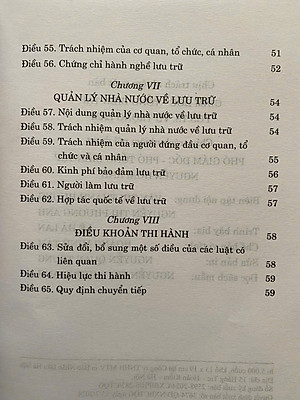 Điều 55. Trách nhiệm của cơ quan, tổ chức, cá nhân 51
Điều 56. Chứng chỉ hành nghề lưu trữ 52
Chương VII
QUẢN LÝ NHÀ NƯỚC VỀ LƯU TRỮ 54
Điều 57. Nội dung quản lý nhà nước về lưu trữ 54
Điều 58. Trách nhiệm quản lý nhà nước về lưu trữ 54
Điều 59. Trách nhiệm của người đứng đầu cơ quan, tổ
chức và cá nhân 55
Điều 60. Kinh phí bảo đảm lưu trữ 56
Điều 61. Người làm lưu trữ 57
Điều 62. Hợp tác quốc tế về lưu trữ 57
Chương VIII
ĐIỀU KHOẢN THI HÀNH 58
Điều 63. Sửa đổi, bổ sung một số điều của các luật có
liên quan 58
Điều 64. Hiệu lực thi hành 59
Điều 65. Quy định chuyển tiếp 59